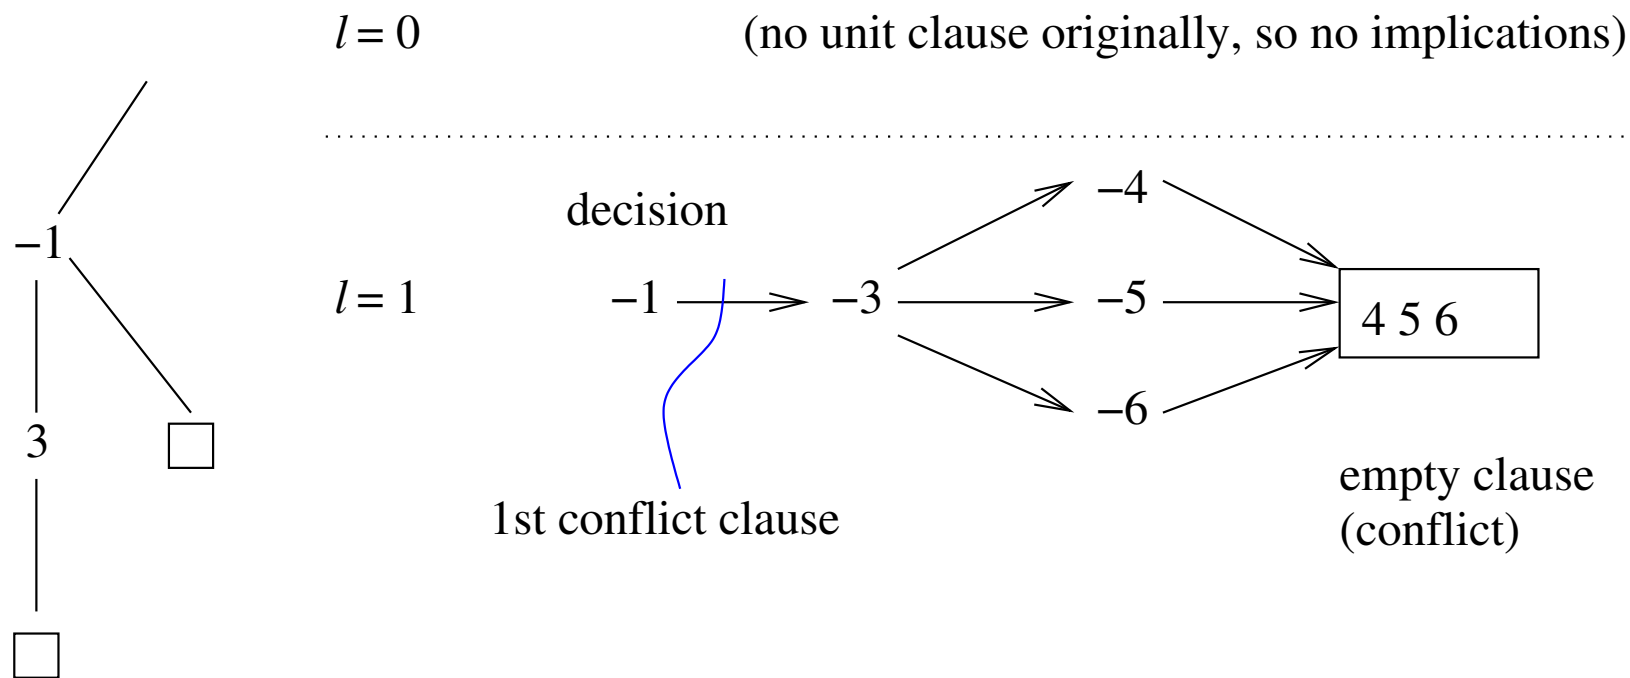 l = 0 (no unit clause originally, so no implications)
decision
−1
3
l = 1 −1 −3 −4
−5
−6
4 5 6
1st conflict clause
empty clause
(conflict)